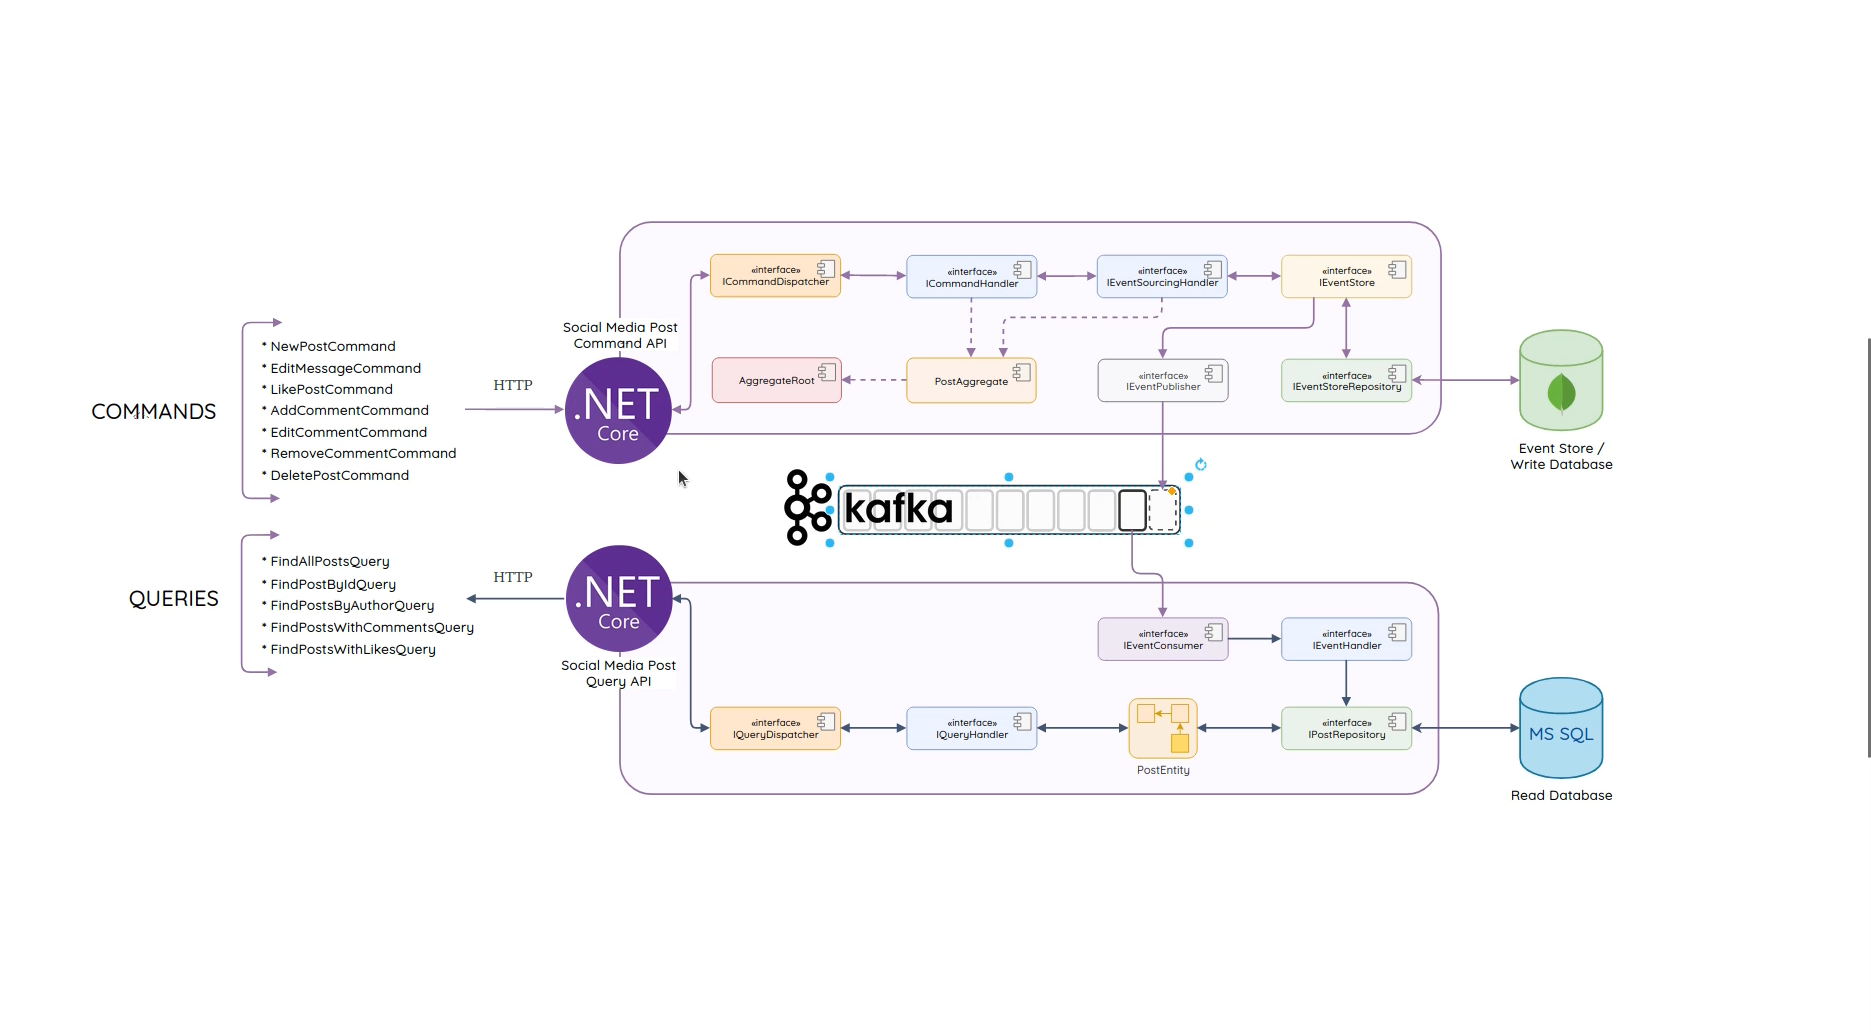 COMMANDS
* NewPostCommand
* EditMessageCommand
* LikePostCommand
* AddCommentCommand
* EditCommentCommand
* RemoveCommentCommand
* DeletePostCommand
HTTP
Social Media Post
Command API
.NET
Core
«interface»
ICommandDispatcher
«interface»
ICommandHandler
«interface»
IEventSourcingHandler
«interface»
IEventStore
AggregateRoot
PostAggregate
«interface»
IEventPublisher
«interface»
IEventStoreRepository
Event Store /
Write Database
kafka
QUERIES
* FindAllPostsQuery
* FindPostByIdQuery
* FindPostsByAuthorQuery
* FindPostsWithCommentsQuery
* FindPostsWithLikesQuery
HTTP
.NET
Core
Social Media Post
Query API
«interface»
IEventConsumer
«interface»
IEventHandler
«interface»
IQueryDispatcher
«interface»
IQueryHandler
PostEntity
«interface»
IPostRepository
MS SQL
Read Database